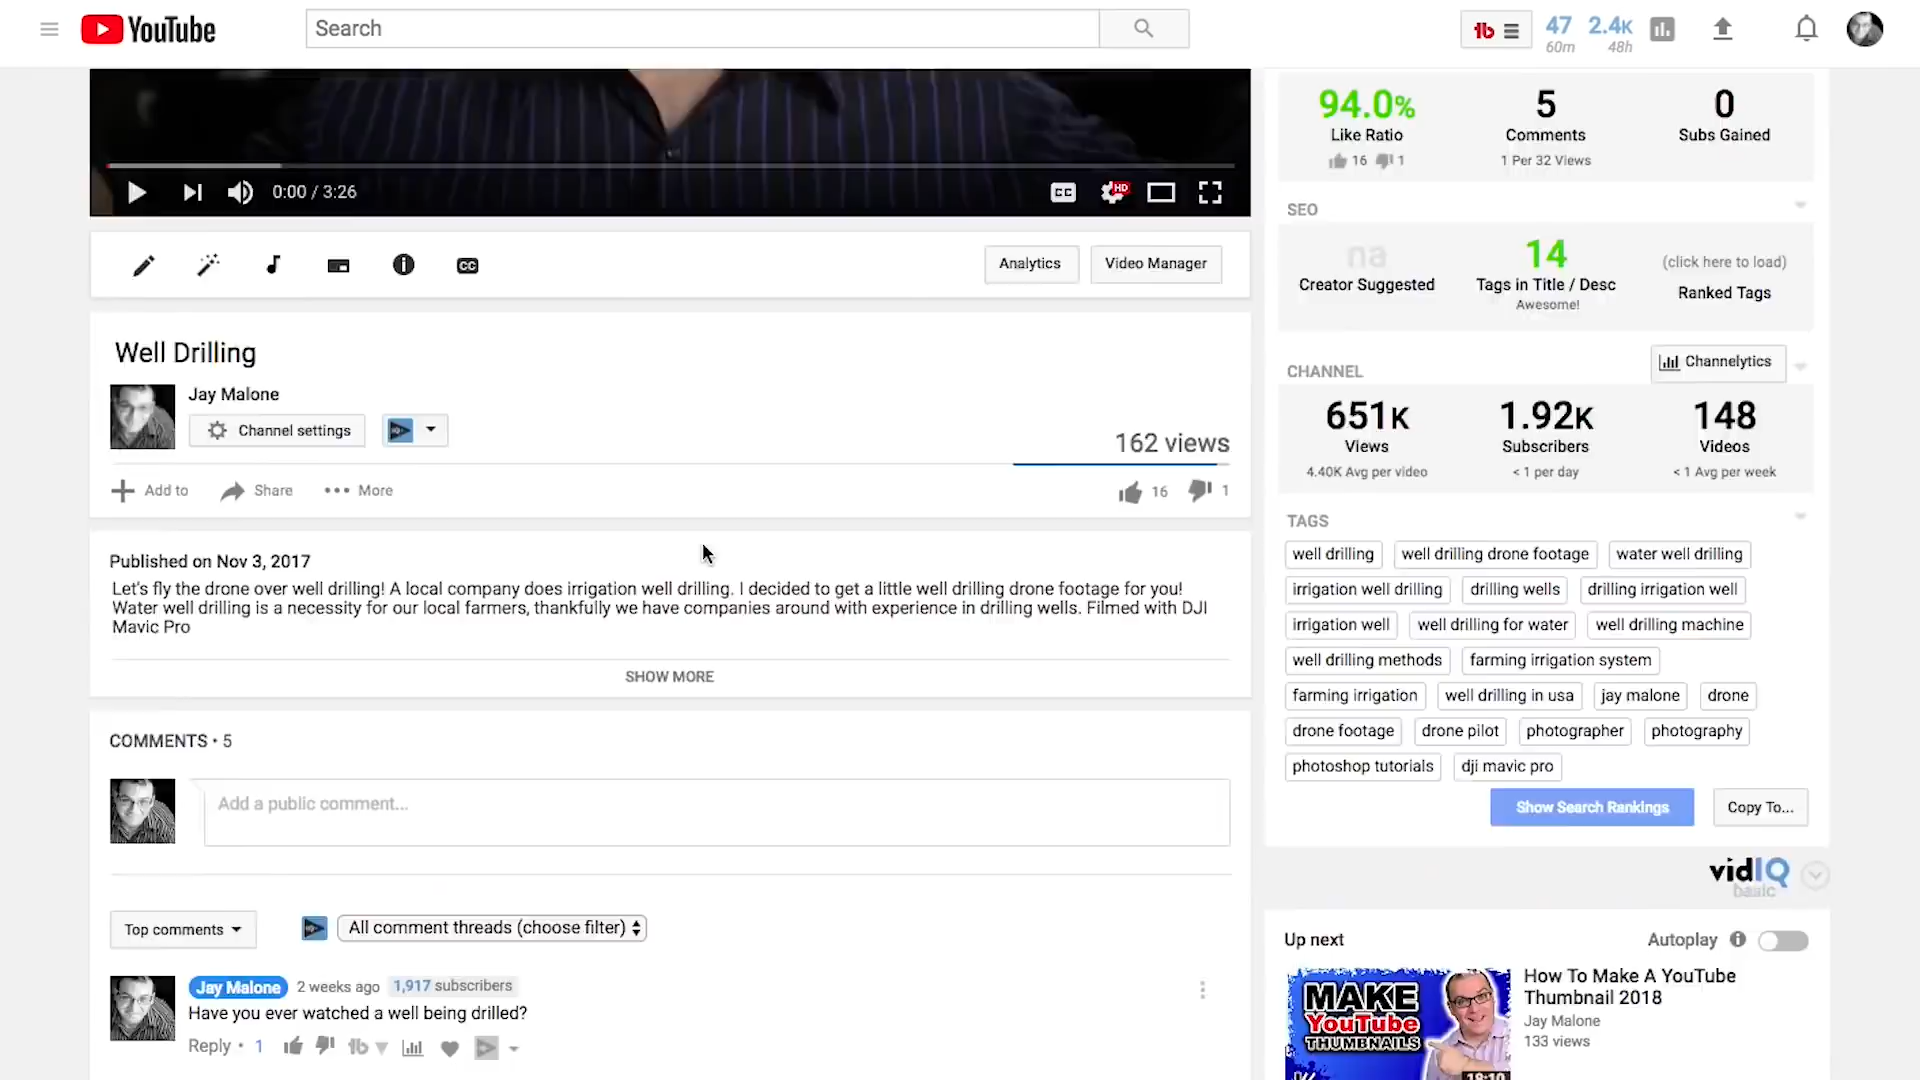 YouTube
Search
47
60m
2.4K
48h
94.0%
Like Ratio
16 1
5
Comments
1 Per 32 Views
0
Subs Gained
0:00 / 3:26
CC
HD
SEO
na
Creator Suggested
14
Tags in Title / Desc
Awesome!
(click here to load)
Ranked Tags
CC
Analytics
Video Manager
Well Drilling
Jay Malone
Channel settings
162 views
Add to
Share
More
16
1
CHANNEL
Channelytics
651K
Views
4.40K Avg per video
1.92K
Subscribers
< 1 per day
148
Videos
< 1 Avg per week
Published on Nov 3, 2017
Let's fly the drone over well drilling! A local company does irrigation well drilling. I decided to get a little well drilling drone footage for you!
Water well drilling is a necessity for our local farmers, thankfully we have companies around with experience in drilling wells. Filmed with DJI
Mavic Pro
SHOW MORE
TAGS
well drilling
well drilling drone footage
water well drilling
irrigation well drilling
drilling wells
drilling irrigation well
irrigation well
well drilling for water
well drilling machine
well drilling methods
farming irrigation system
farming irrigation
well drilling in usa
jay malone
drone
drone footage
drone pilot
photographer
photography
photoshop tutorials
dji mavic pro
Show Search Rankings
Copy To...
vidIQ
basic
COMMENTS • 5
Add a public comment...
Top comments
All comment threads (choose filter)
Jay Malone 2 weeks ago 1,917 subscribers
Have you ever watched a well being drilled?
Reply • 1
Up next
Autoplay
MAKE
YouTube
THUMBNAILS
18:10
How To Make A YouTube
Thumbnail 2018
Jay Malone
133 views